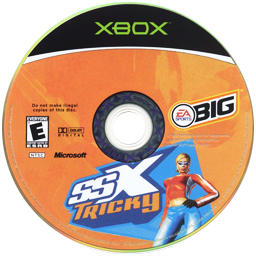 XBOX
Do not make illegal
copies of this disc.
EVERYONE
E
ESRB
DOLBY
DIGITAL
EA
SPORTS
BIG
NTSC
Microsoft
SSX
TRICKY